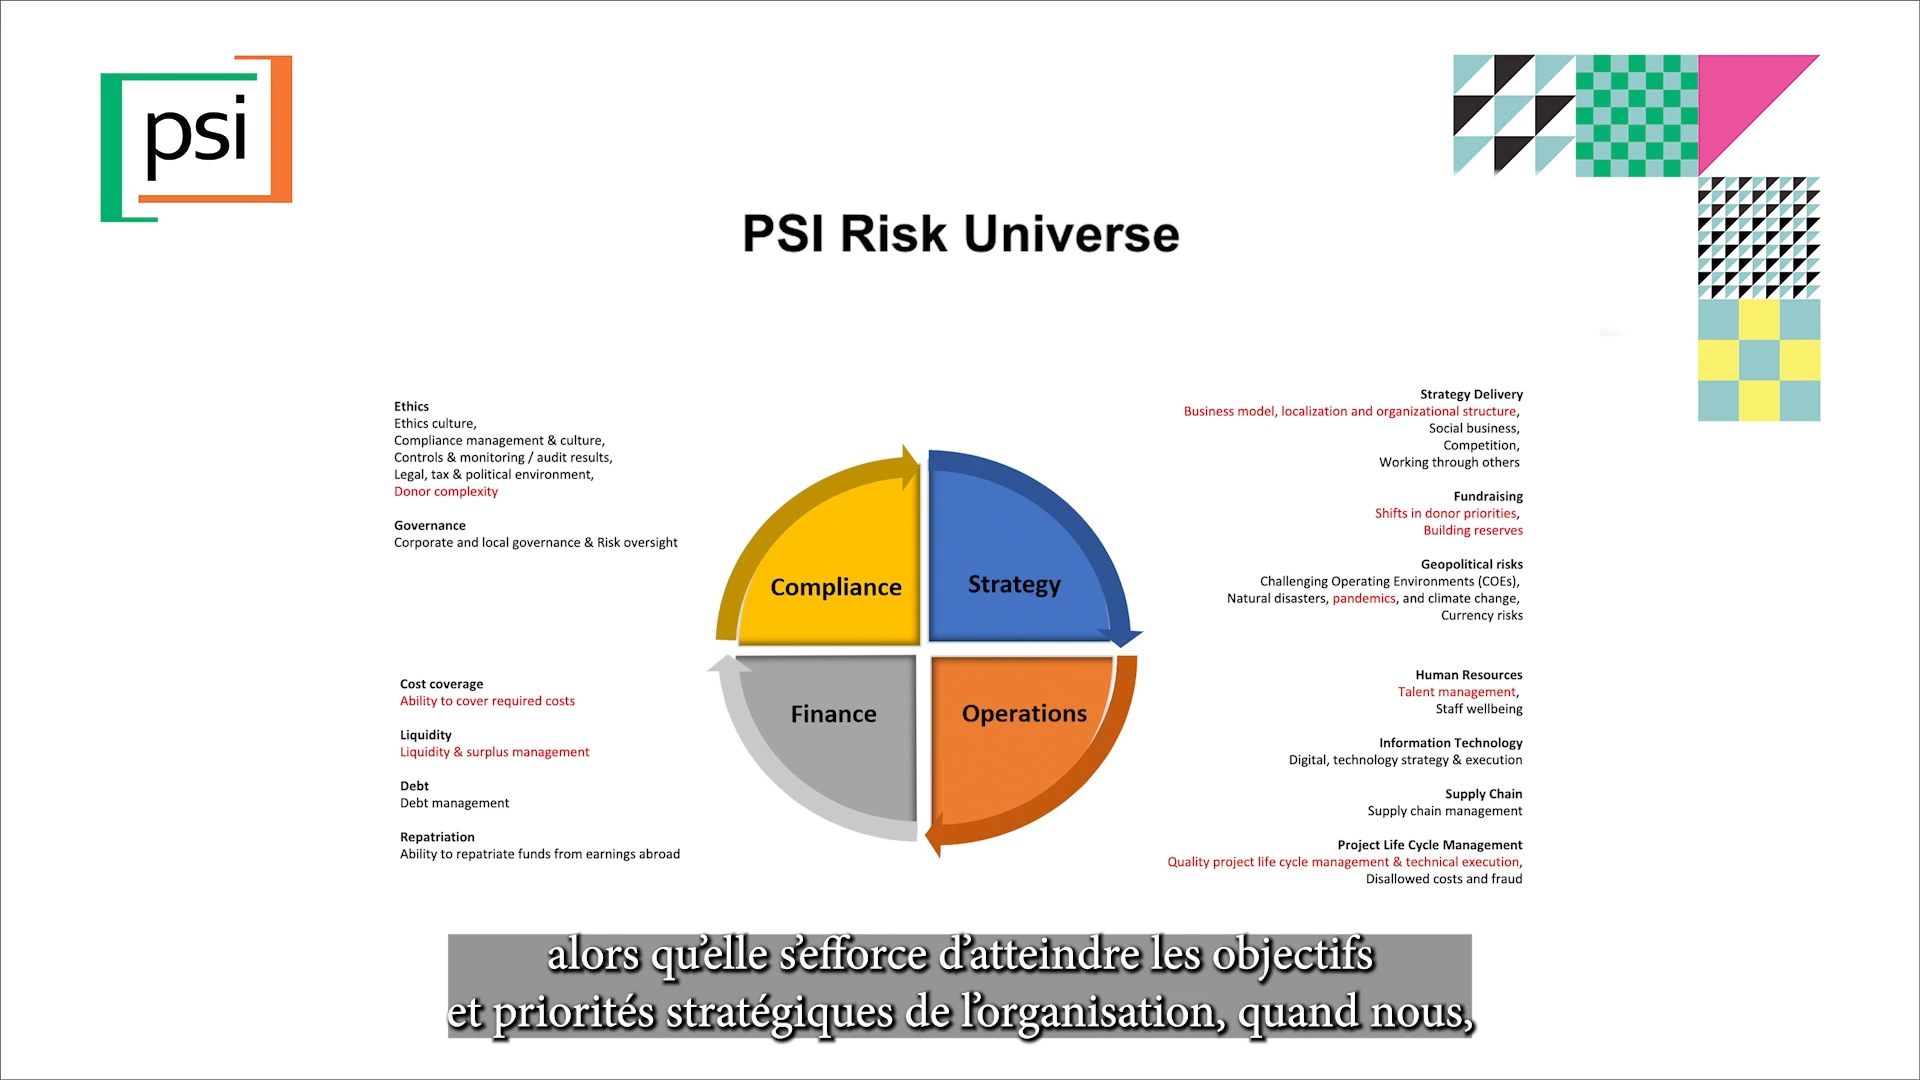 psi
PSI Risk Universe
Ethics
Ethics culture,
Compliance management & culture,
Controls & monitoring / audit results,
Legal, tax & political environment,
Donor complexity
Governance
Corporate and local governance & Risk oversight
Cost coverage
Ability to cover required costs
Liquidity
Liquidity & surplus management
Debt
Debt management
Repatriation
Ability to repatriate funds from earnings abroad
Compliance
Strategy
Finance
Operations
Strategy Delivery
Business model, localization and organizational structure,
Social business,
Competition,
Working through others
Fundraising
Shifts in donor priorities,
Building reserves
Geopolitical risks
Challenging Operating Environments (COEs),
Natural disasters, pandemics, and climate change,
Currency risks
Human Resources
Talent management,
Staff wellbeing
Information Technology
Digital, technology strategy & execution
Supply Chain
Supply chain management
Project Life Cycle Management
Quality project life cycle management & technical execution,
Disallowed costs and fraud
alors qu’elle s’efforce d’atteindre les objectifs
et priorités stratégiques de l’organisation, quand nous,